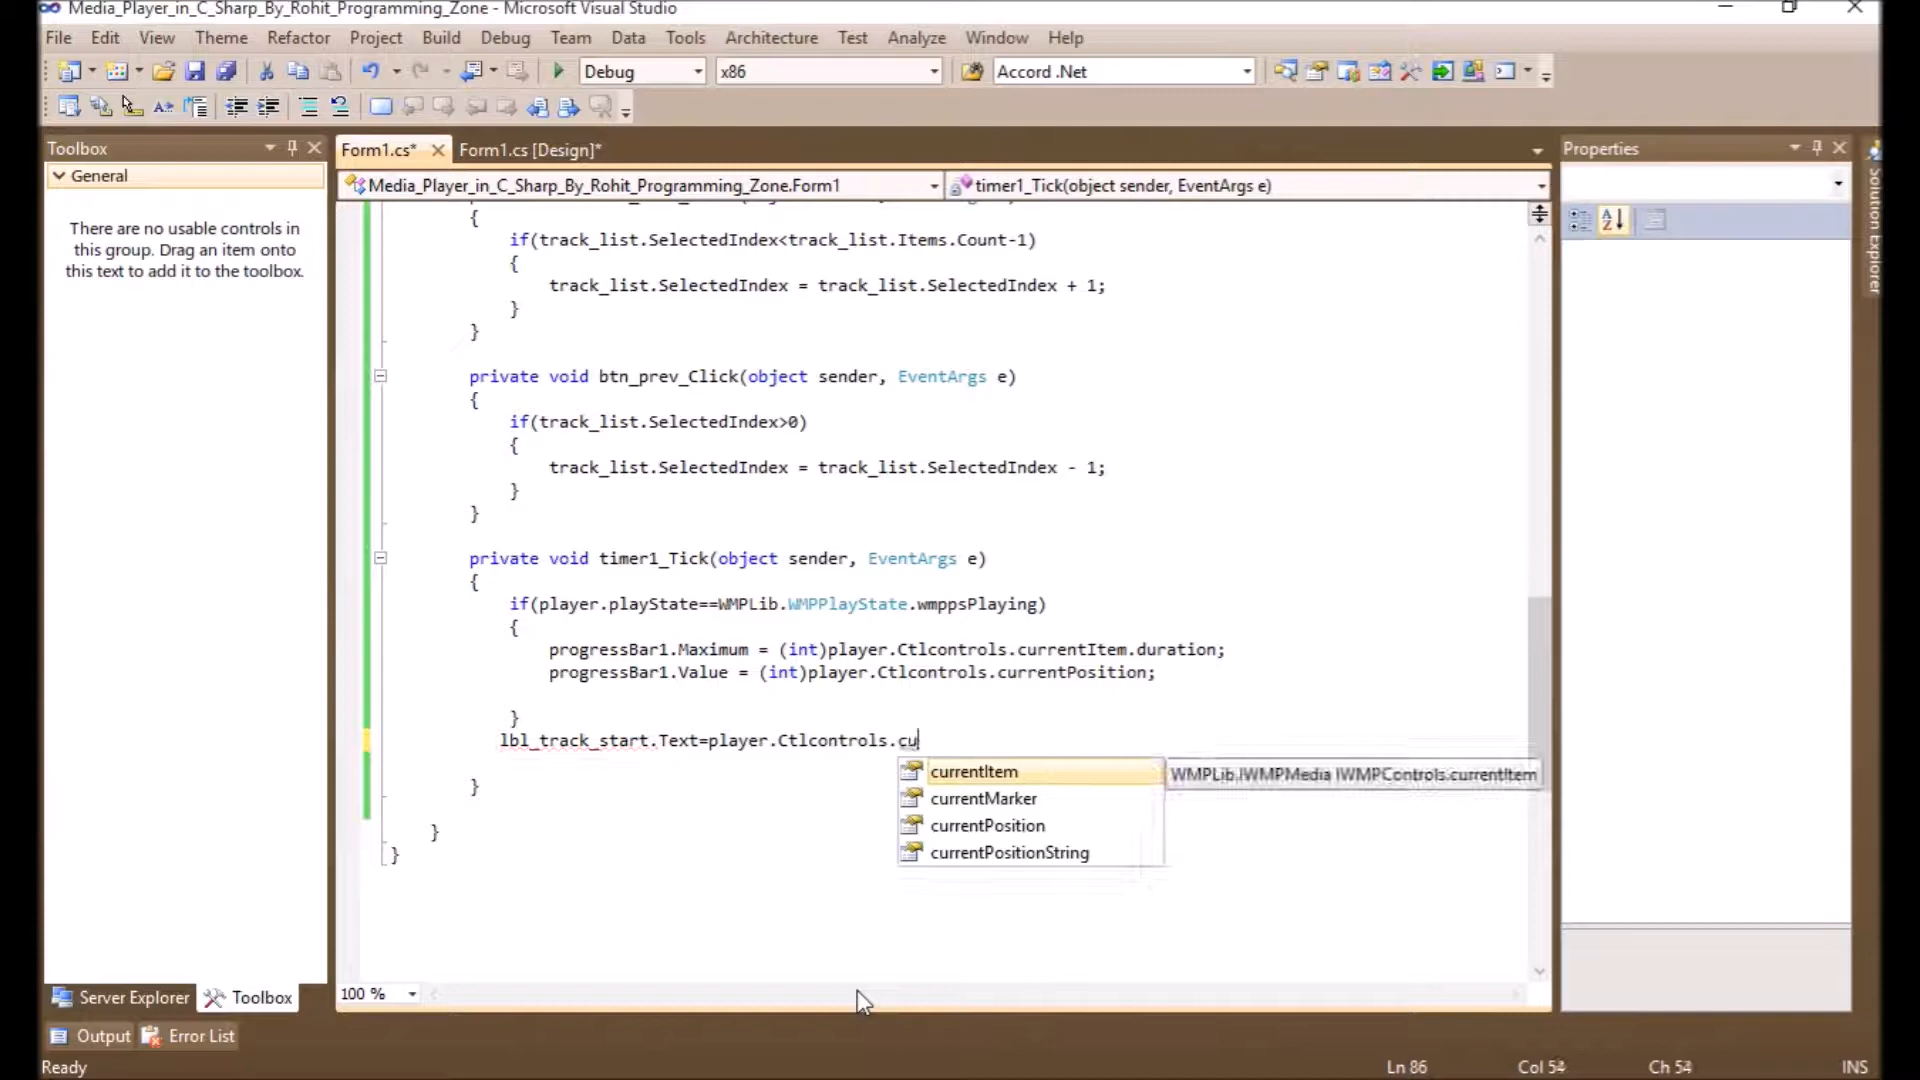 Media_Player_in_C_Sharp_By_Rohit_Programming_Zone - Microsoft Visual Studio
File Edit View Theme Refactor Project Build Debug Team Data Tools Architecture Test Analyze Window Help
Debug x86 Accord .Net
Toolbox Form1.cs* Form1.cs [Design]* Properties
General
Media_Player_in_C_Sharp_By_Rohit_Programming_Zone.Form1 timer1_Tick(object sender, EventArgs e)
There are no usable controls in
this group. Drag an item onto
this text to add it to the toolbox.
Solution Explorer
{
if(track_list.SelectedIndex<track_list.Items.Count-1)
{
track_list.SelectedIndex = track_list.SelectedIndex + 1;
}
}
private void btn_prev_Click(object sender, EventArgs e)
{
if(track_list.SelectedIndex>0)
{
track_list.SelectedIndex = track_list.SelectedIndex - 1;
}
}
private void timer1_Tick(object sender, EventArgs e)
{
if(player.playState==WMPLib.WMPPlayState.wmppsPlaying)
{
progressBar1.Maximum = (int)player.Ctlcontrols.currentItem.duration;
progressBar1.Value = (int)player.Ctlcontrols.currentPosition;
}
lbl_track_start.Text=player.Ctlcontrols.cu
currentItem WMPLib.IWMPMedia IWMPControls.currentItem
currentMarker
currentPosition
currentPositionString
}
}
}
100 %
Server Explorer Toolbox
Output Error List
Ready Ln 86 Col 54 Ch 54 INS